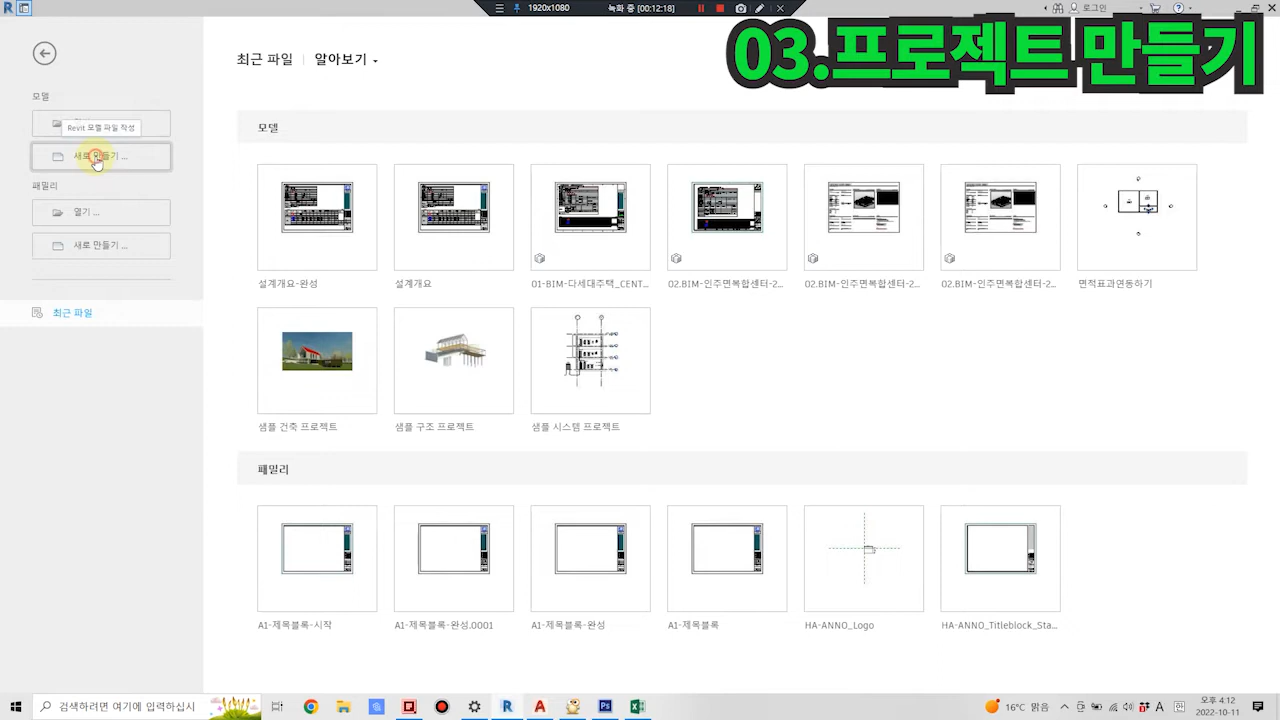 1920x1080
녹화 중 [00:12:18]
로그인
03.프로젝트 만들기
최근 파일
알아보기
모델
Revit 모델 파일 작성
새로 만들기 ...
패밀리
열기 ...
새로 만들기 ...
최근 파일
모델
설계개요-완성
설계개요
01-BIM-다세대주택_CENT...
02.BIM-인주면복합센터-2...
02.BIM-인주면복합센터-2...
02.BIM-인주면복합센터-2...
면적표과연동하기
샘플 건축 프로젝트
샘플 구조 프로젝트
샘플 시스템 프로젝트
패밀리
A1-제목블록-시작
A1-제목블록-완성.0001
A1-제목블록-완성
A1-제목블록
HA-ANNO_Logo
HA-ANNO_Titleblock_Sta...
검색하려면 여기에 입력하십시
16°C 맑음
A
오후 4:12
2022-10-11